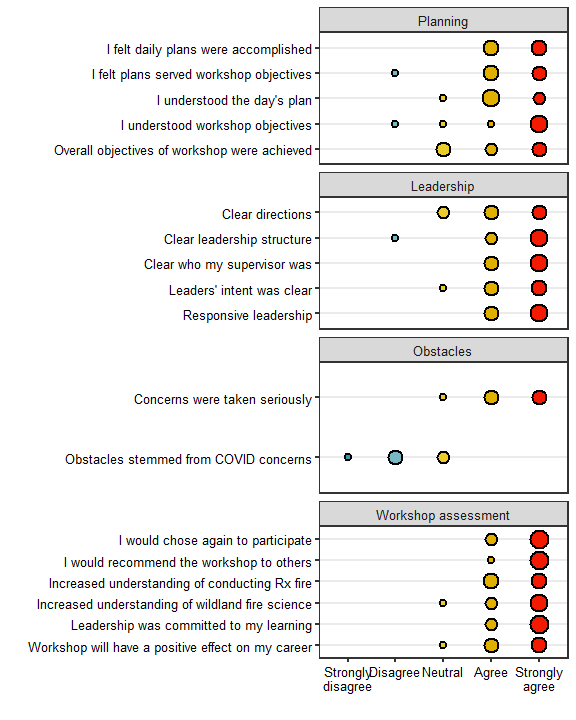 Planning
I felt daily plans were accomplished
I felt plans served workshop objectives
I understood the day's plan
I understood workshop objectives
Overall objectives of workshop were achieved
Leadership
Clear directions
Clear leadership structure
Clear who my supervisor was
Leaders' intent was clear
Responsive leadership
Obstacles
Concerns were taken seriously
Obstacles stemmed from COVID concerns
Workshop assessment
I would chose again to participate
I would recommend the workshop to others
Increased understanding of conducting Rx fire
Increased understanding of wildland fire science
Leadership was committed to my learning
Workshop will have a positive effect on my career
Strongly Disagree Neutral Agree Strongly
disagree agree